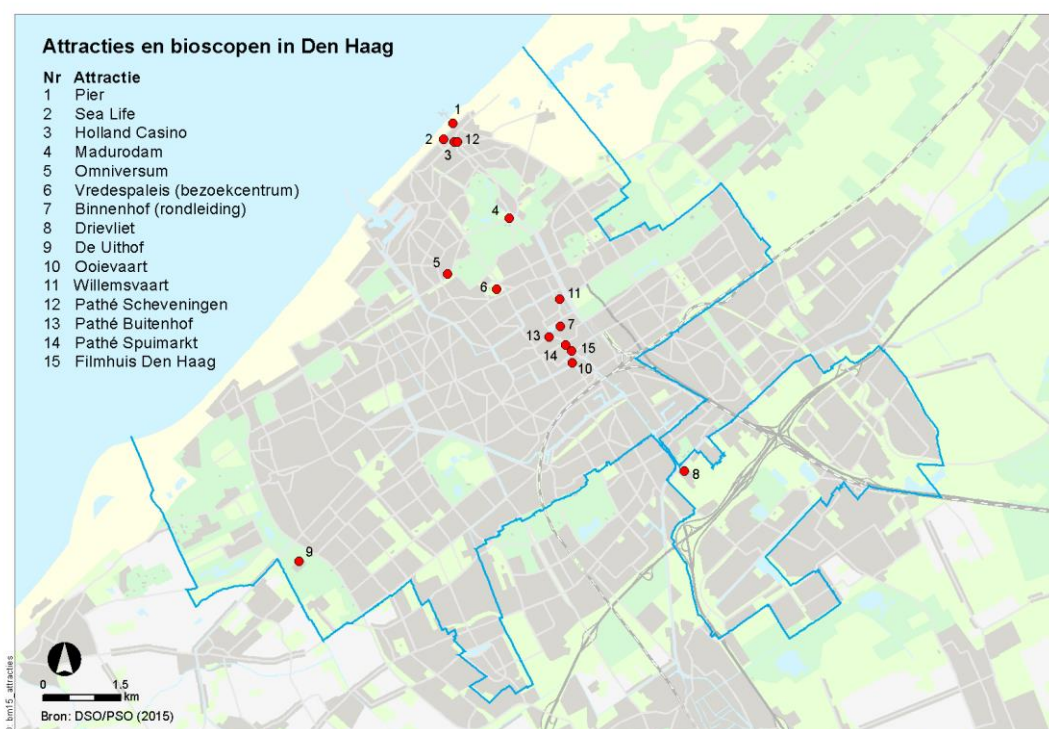 Attracties en bioscopen in Den Haag
Nr Attractie
1 Pier
2 Sea Life
3 Holland Casino
4 Madurodam
5 Omniversum
6 Vredespaleis (bezoekcentrum)
7 Binnenhof (rondleiding)
8 Drievliet
9 De Uithof
10 Ooievaart
11 Willemsvaart
12 Pathé Scheveningen
13 Pathé Buitenhof
14 Pathé Spuimarkt
15 Filmhuis Den Haag
1
2
3
12
4
5
6
11
7
13
14
15
10
8
9
0 1.5
km
Bron: DSO/PSO (2015)
bm15_attracties